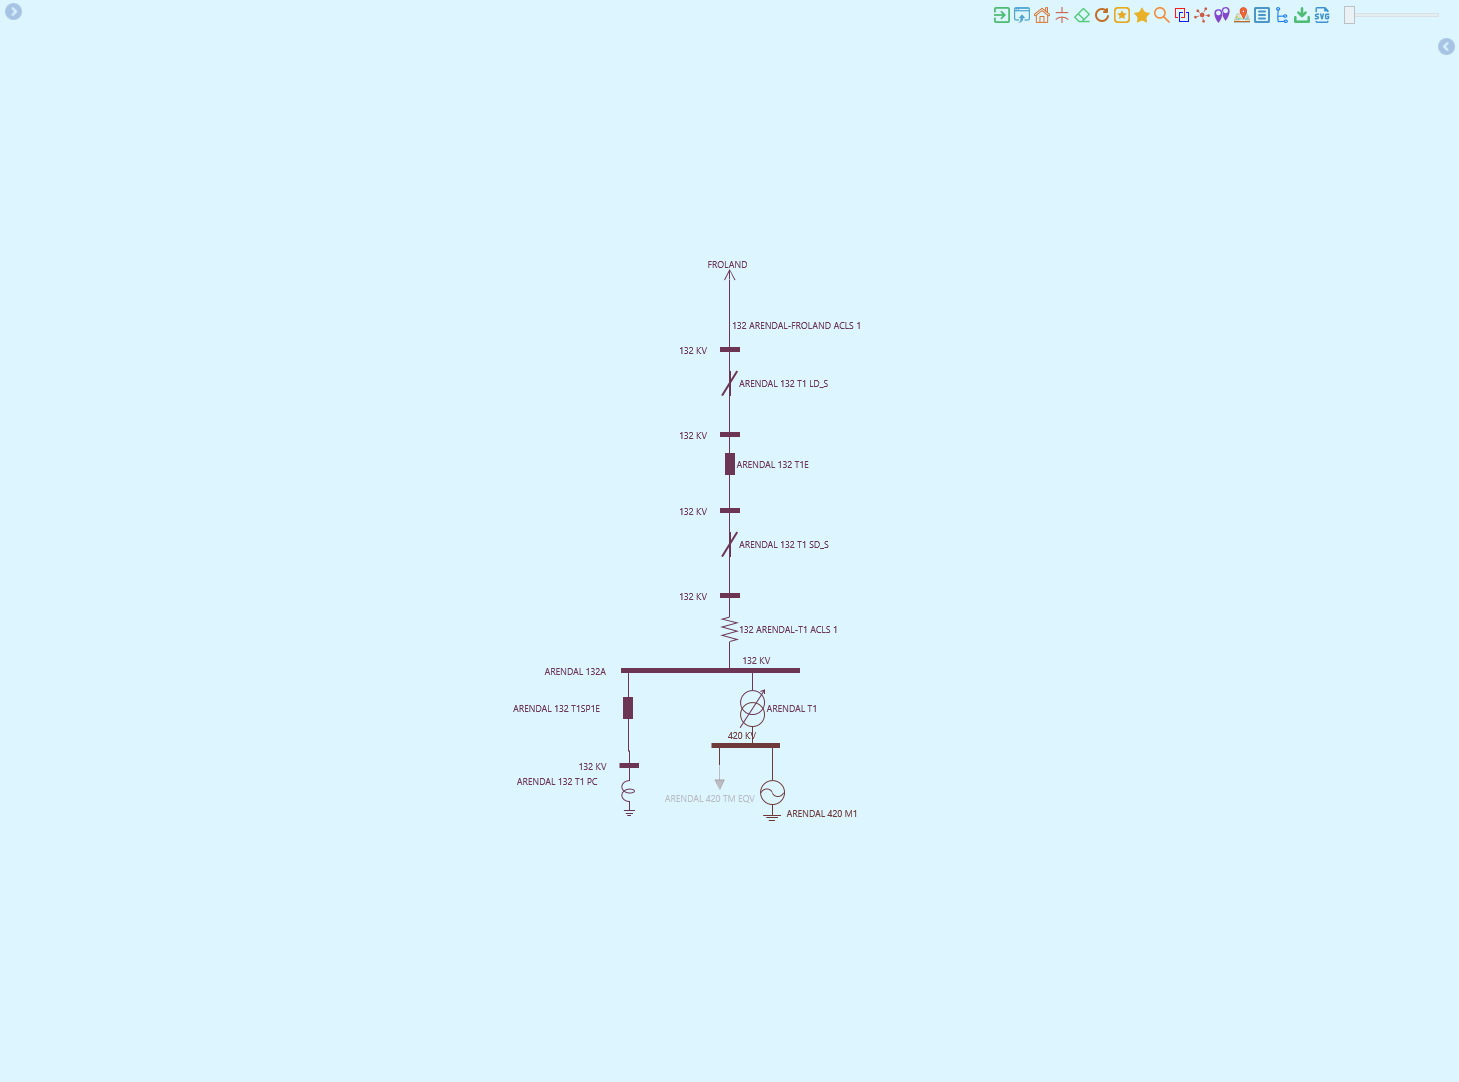 SVG
FROLAND
132 ARENDAL-FROLAND ACLS 1
132 KV
ARENDAL 132 T1 LD_S
132 KV
ARENDAL 132 T1E
132 KV
ARENDAL 132 T1 SD_S
132 KV
132 ARENDAL-T1 ACLS 1
132 KV
ARENDAL 132A
ARENDAL 132 T1SP1E
ARENDAL T1
420 KV
132 KV
ARENDAL 132 T1 PC
ARENDAL 420 TM EQV
ARENDAL 420 M1